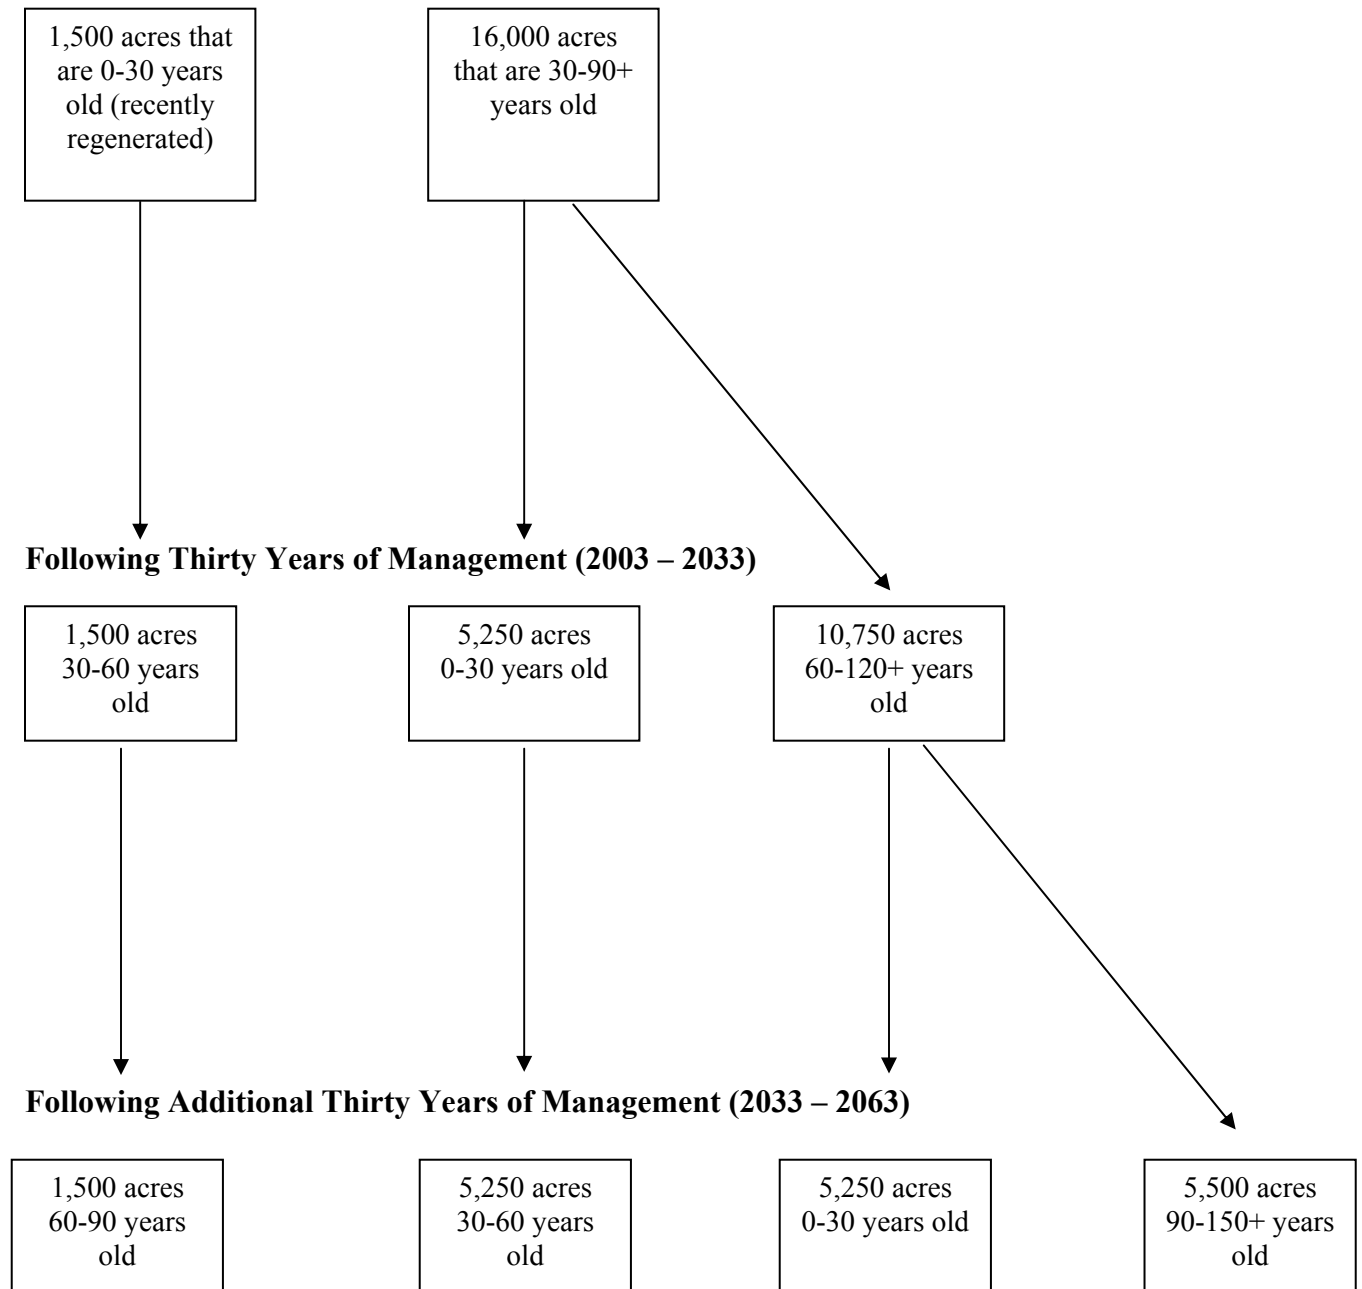 1,500 acres that
are 0-30 years
old (recently
regenerated)
16,000 acres
that are 30-90+
years old
Following Thirty Years of Management (2003 – 2033)
1,500 acres
30-60 years
old
5,250 acres
0-30 years old
10,750 acres
60-120+ years
old
Following Additional Thirty Years of Management (2033 – 2063)
1,500 acres
60-90 years
old
5,250 acres
30-60 years
old
5,250 acres
0-30 years old
5,500 acres
90-150+ years
old